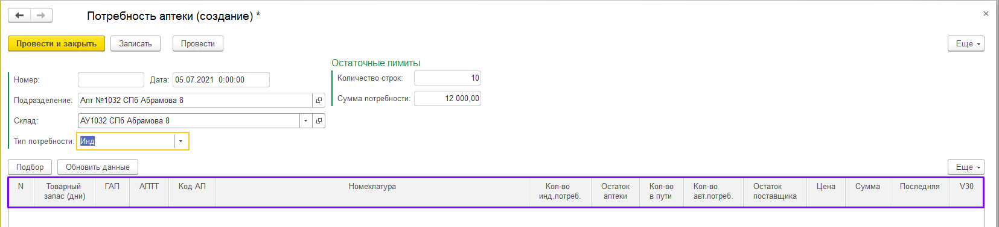 Потребность аптеки (создание) *
Провести и закрыть Записать Провести Еще
Остаточные лимиты
Номер: Дата: 05.07.2021 0:00:00 Количество строк: 10
Подразделение: Апт №1032 СПб Абрамова 8 Сумма потребности: 12 000,00
Склад: АУ1032 СПб Абрамова 8
Тип потребности: Инд
Подбор Обновить данные Еще
N Товарный ГАП АПТТ Код АП Номенклатура Кол-во Остаток Кол-во Кол-во Остаток Цена Сумма Последняя V30
запас (дни) инд.потреб. аптеки в пути авт.потреб. поставщика